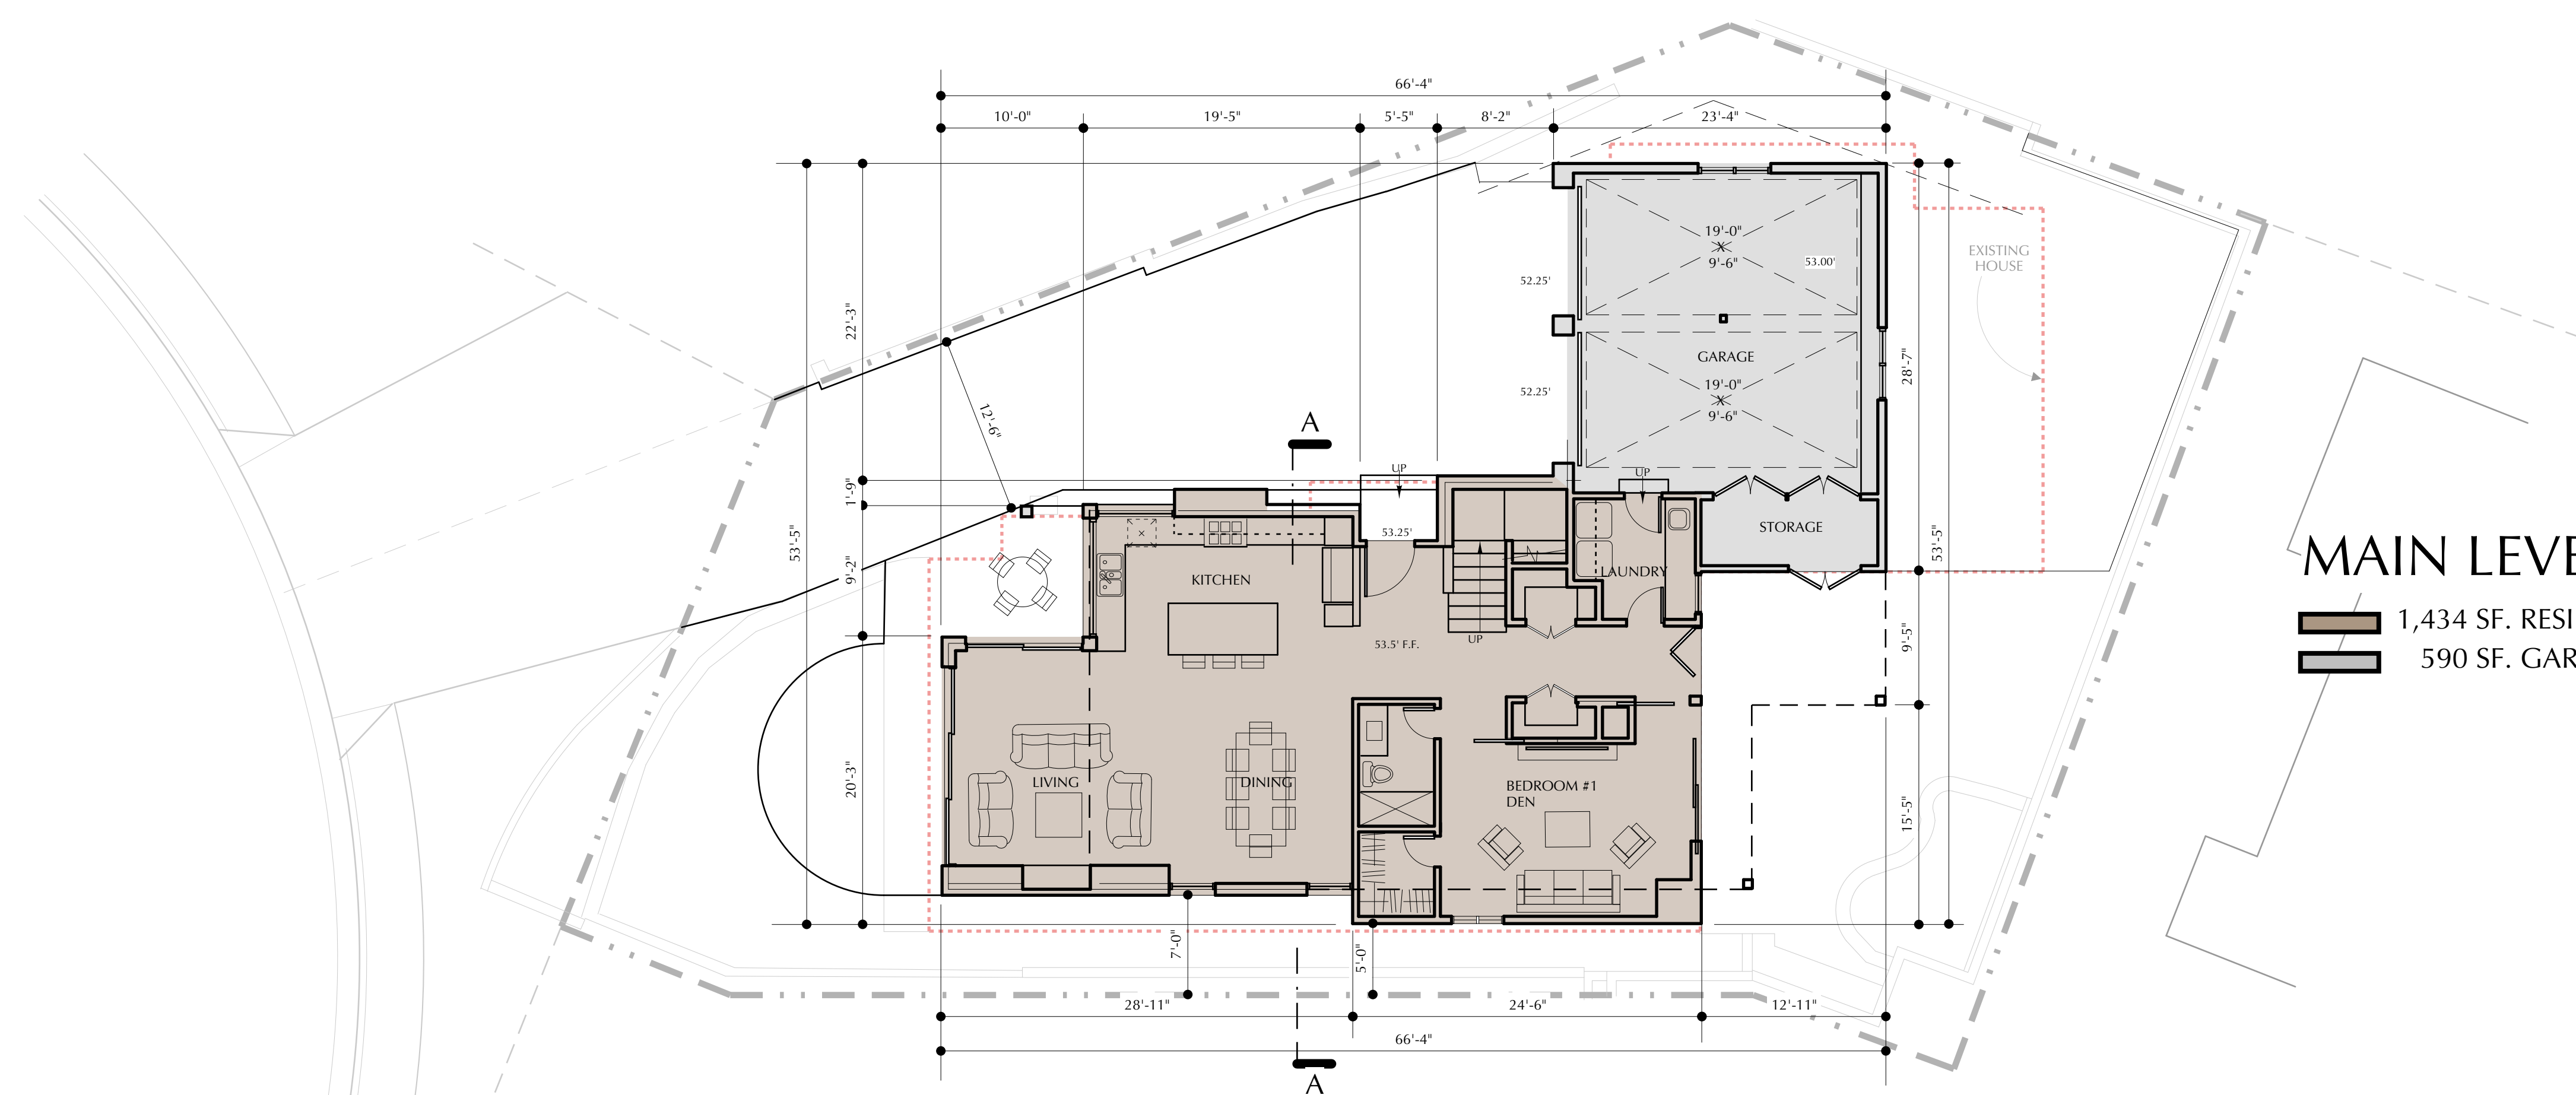 66'-4"
10'-0"
19'-5"
5'-5"
8'-2"
23'-4"
19'-0"
X
9'-6"
53.00'
EXISTING
HOUSE
52.25'
22'-3"
GARAGE
28'-7"
19'-0"
X
9'-6"
52.25'
12'-6"
A
UP
UP
1'-9"
53'-5"
9'-2"
53.25'
STORAGE
53'-5"
KITCHEN
LAUNDRY
UP
53.5' F.F.
9'-5"
MAIN LEVE
1,434 SF. RESI
590 SF. GAR
20'-3"
LIVING
DINING
BEDROOM #1
DEN
15'-5"
7'-0"
5'-0"
28'-11"
24'-6"
12'-11"
66'-4"
A